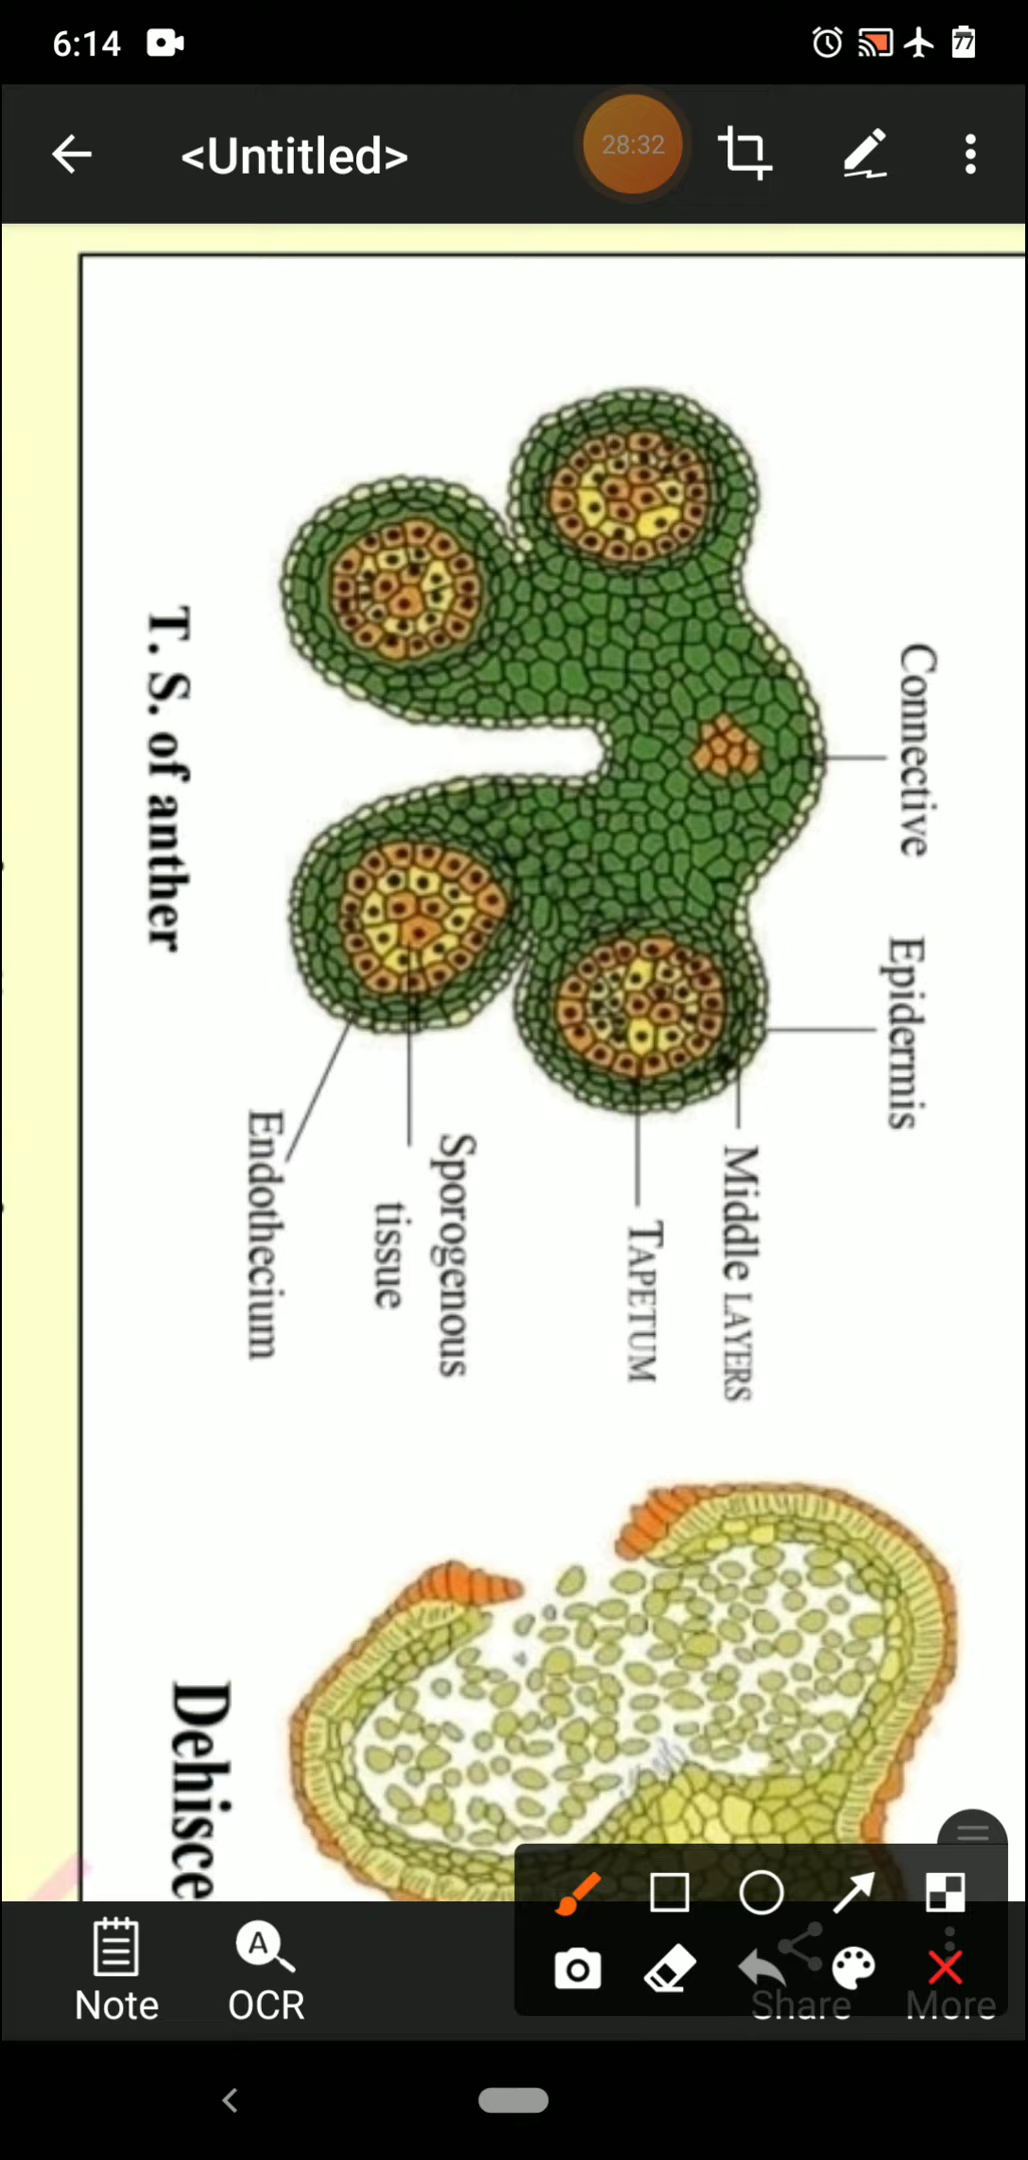 6:14
77
<Untitled>
28:32
Connective
Epidermis
Middle LAYERS
TAPETUM
Sporogenous
tissue
Endothecium
T. S. of anther
Dehisce
Note
A
OCR
Share
More